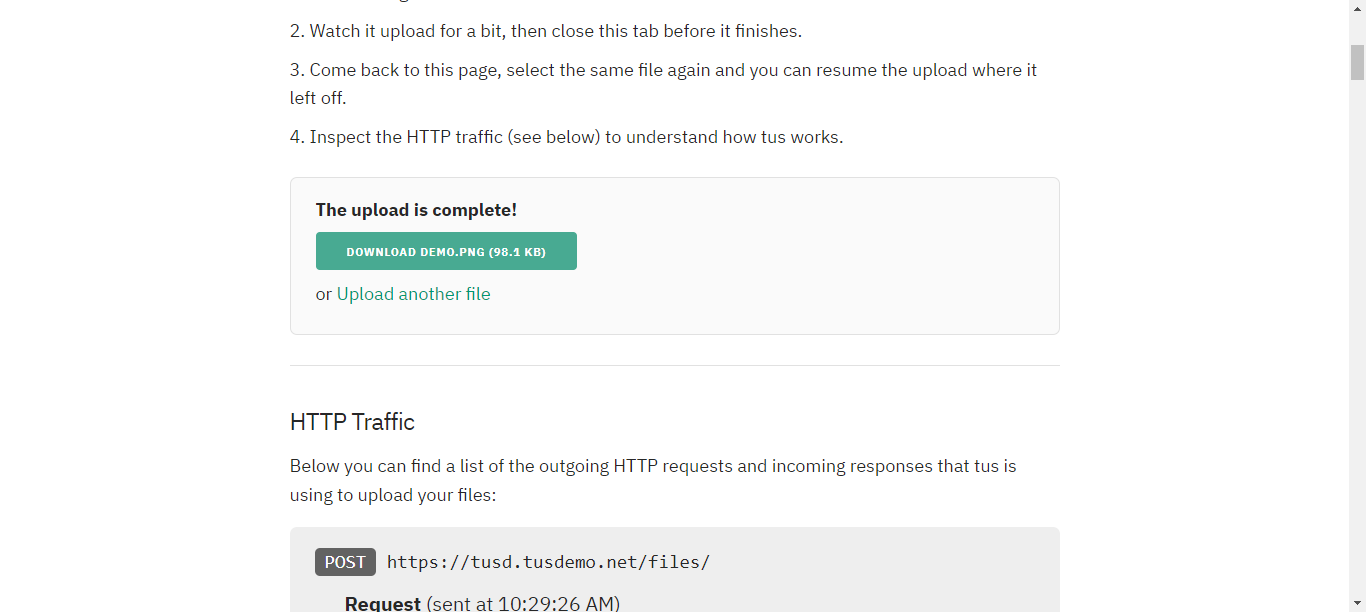 2. Watch it upload for a bit, then close this tab before it finishes.
3. Come back to this page, select the same file again and you can resume the upload where it
left off.
4. Inspect the HTTP traffic (see below) to understand how tus works.
The upload is complete!
DOWNLOAD DEMO.PNG (98.1 KB)
or Upload another file
HTTP Traffic
Below you can find a list of the outgoing HTTP requests and incoming responses that tus is
using to upload your files:
POST https://tusd.tusdemo.net/files/
Request (sent at 10:29:26 AM)